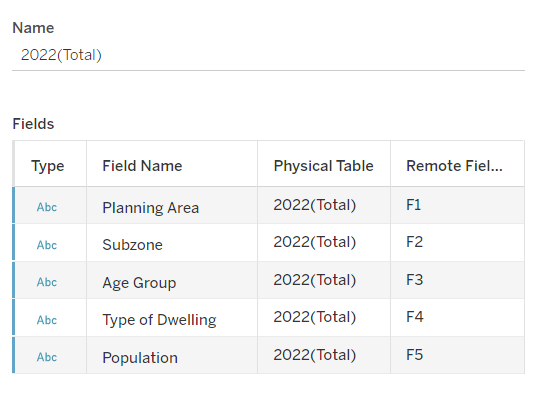 Name
2022(Total)
Fields
Type Field Name Physical Table Remote Fiel...
Abc Planning Area 2022(Total) F1
Abc Subzone 2022(Total) F2
Abc Age Group 2022(Total) F3
Abc Type of Dwelling 2022(Total) F4
Abc Population 2022(Total) F5